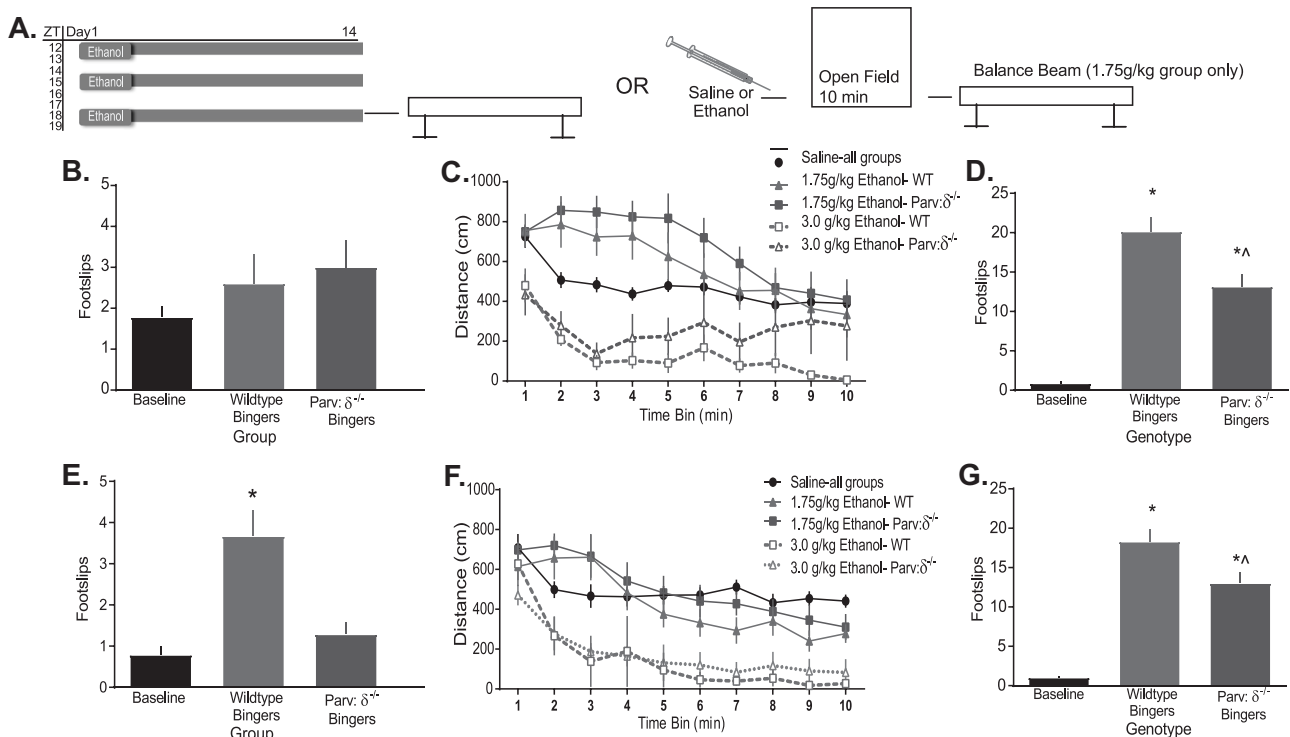 A.
ZT Day1 14
12
13
14
15
16
17
18
19
Ethanol
Ethanol
Ethanol
OR
Saline or
Ethanol
Open Field
10 min
Balance Beam (1.75g/kg group only)
B.
Footslips
5
4
3
2
1
0
Baseline
Wildtype
Bingers
Parv: δ-/-
Bingers
Group
C.
Distance (cm)
1000
800
600
400
200
0
1 2 3 4 5 6 7 8 9 10
Time Bin (min)
Saline-all groups
1.75g/kg Ethanol- WT
1.75g/kg Ethanol- Parv:δ-/-
3.0 g/kg Ethanol- WT
3.0 g/kg Ethanol- Parv:δ-/-
D.
Footslips
25
20
15
10
5
0
*
*^
Baseline
Wildtype
Bingers
Parv: δ-/-
Bingers
Genotype
E.
Footslips
5
4
3
2
1
0
*
Baseline
Wildtype
Bingers
Parv: δ-/-
Bingers
Group
F.
Distance (cm)
1000
800
600
400
200
0
1 2 3 4 5 6 7 8 9 10
Time Bin (min)
Saline-all groups
1.75g/kg Ethanol- WT
1.75g/kg Ethanol- Parv:δ-/-
3.0 g/kg Ethanol- WT
3.0 g/kg Ethanol- Parv:δ-/-
G.
Footslips
25
20
15
10
5
0
*
*^
Baseline
Wildtype
Bingers
Parv: δ-/-
Bingers
Genotype